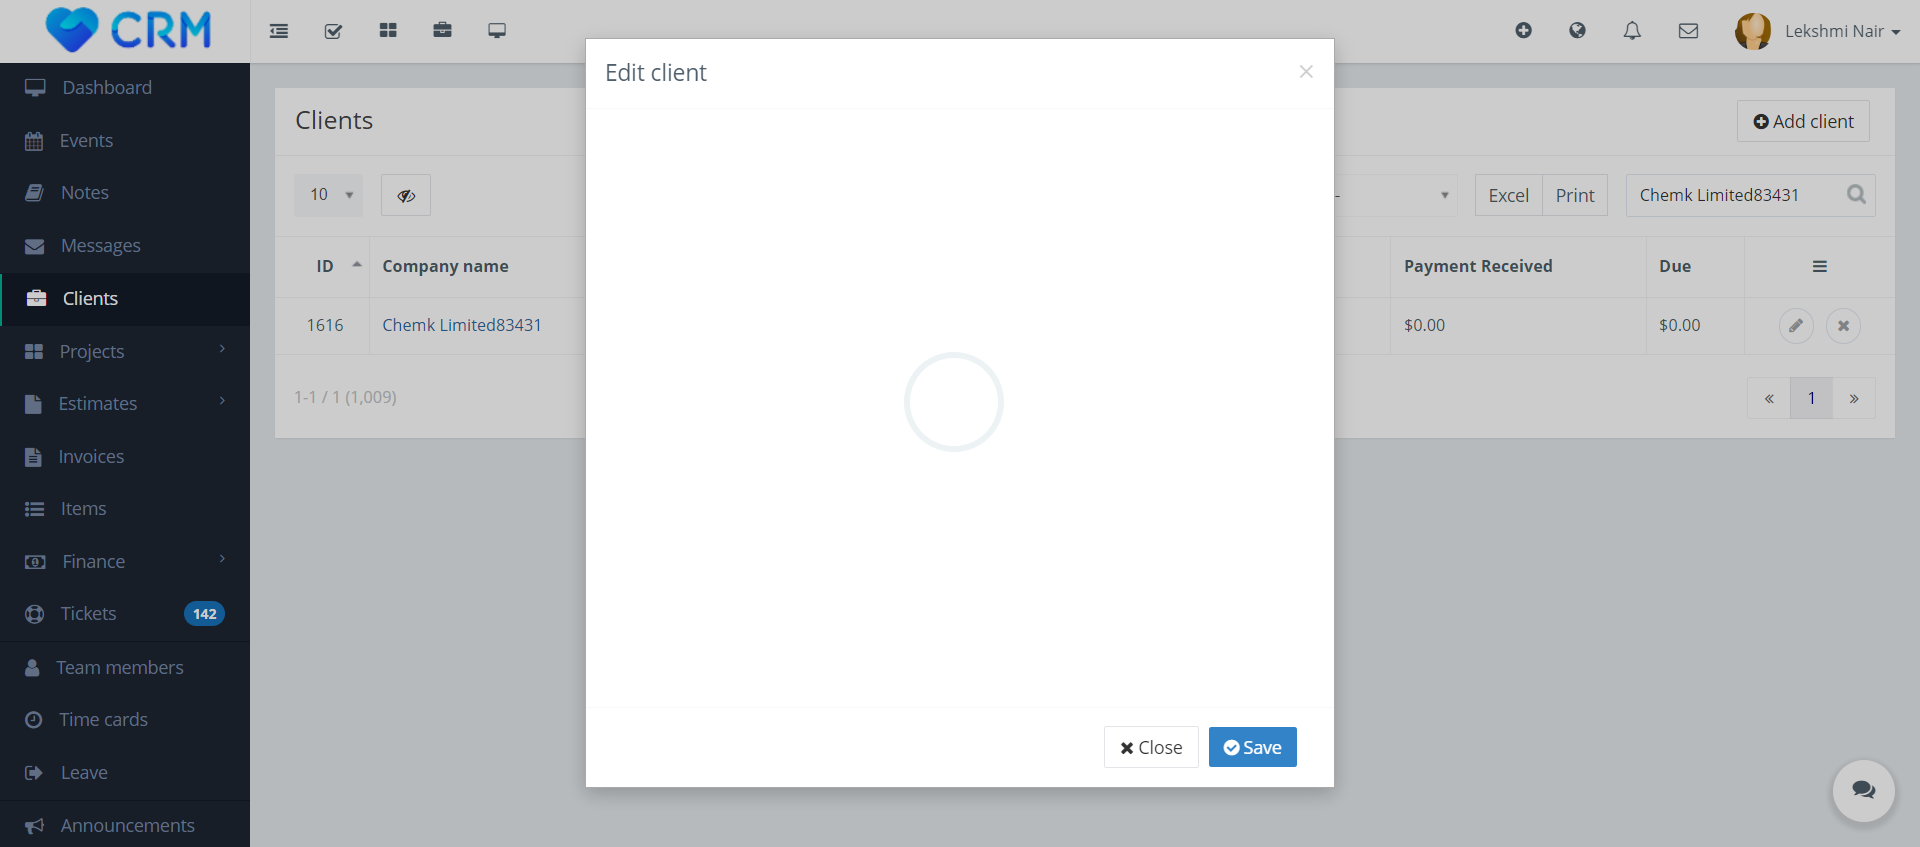 CRM
Lekshmi Nair
Dashboard
Events
Notes
Messages
Clients
Projects
Estimates
Invoices
Items
Finance
Tickets 142
Team members
Time cards
Leave
Announcements
Clients
Add client
10
-
Excel Print
Chemk Limited83431
ID Company name Payment Received Due
1616 Chemk Limited83431 $0.00 $0.00
1-1 / 1 (1,009)
« 1 »
Edit client ×
Close Save